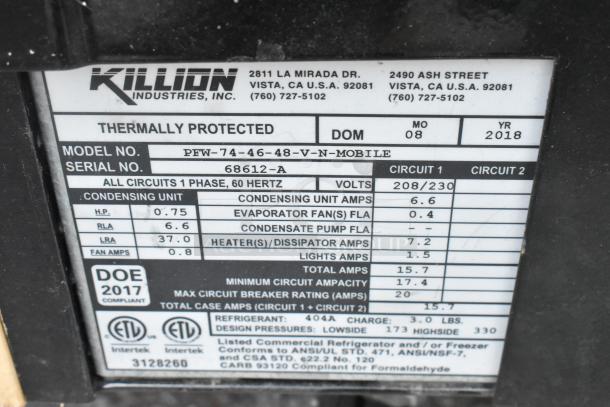 KILLION
INDUSTRIES, INC.
2811 LA MIRADA DR.
VISTA, CA U.S.A. 92081
(760) 727-5102
2490 ASH STREET
VISTA, CA U.S.A. 92081
(760) 727-5102
THERMALLY PROTECTED DOM MO 08 YR 2018
MODEL NO. PFW-74-46-48-V-N-MOBILE
SERIAL NO. 68612-A CIRCUIT 1 CIRCUIT 2
ALL CIRCUITS 1 PHASE, 60 HERTZ VOLTS 208/230
CONDENSING UNIT
H.P. 0.75
RLA 6.6
LRA 37.0
FAN AMPS 0.8
CONDENSING UNIT AMPS 6.6
EVAPORATOR FAN(S) FLA 0.4
CONDENSATE PUMP FLA --
HEATER(S)/DISSIPATOR AMPS 7.2
LIGHTS AMPS 1.5
TOTAL AMPS 15.7
MINIMUM CIRCUIT AMPACITY 17.4
MAX CIRCUIT BREAKER RATING (AMPS) 20
TOTAL CASE AMPS (CIRCUIT 1 + CIRCUIT 2) 15.7
DOE
2017
COMPLIANT
REFRIGERANT: 404A CHARGE: 3.0 LBS.
DESIGN PRESSURES: LOWSIDE 173 HIGHSIDE 330
ETL ETL
Intertek Intertek
3128260
Listed Commercial Refrigerator and / or Freezer
Conforms to ANSI/UL STD. 471, ANSI/NSF-7,
and CSA STD. c22.2 No. 120
CARB 93120 Compliant for Formaldehyde